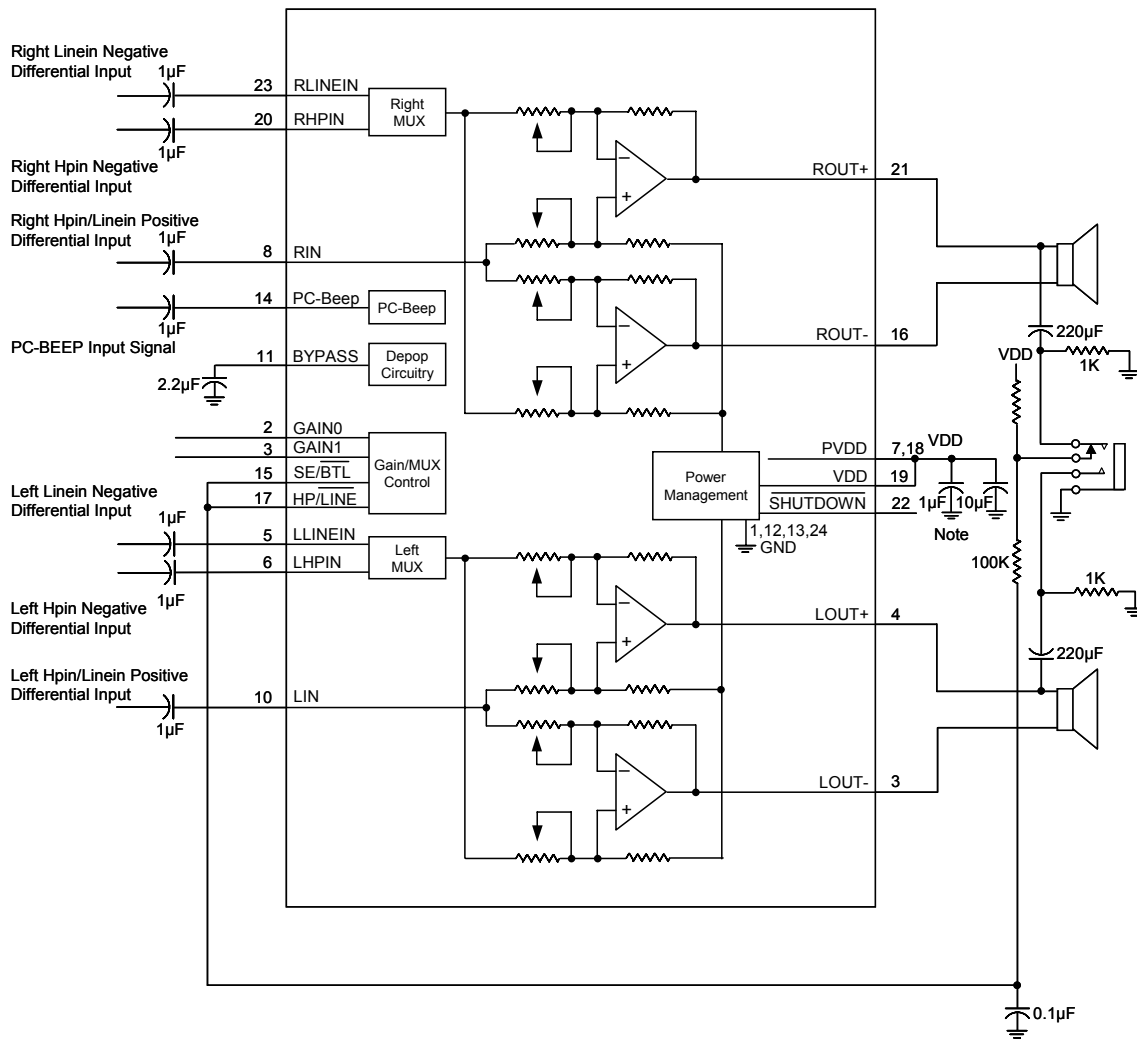 Right Linein Negative
Differential Input
1µF
23
RLINEIN
20
RHPIN
1µF
Right
MUX
Right Hpin Negative
Differential Input
Right Hpin/Linein Positive
Differential Input
1µF
8
RIN
14
PC-Beep
PC-Beep
1µF
PC-BEEP Input Signal
11
BYPASS
Depop
Circuitry
2.2µF
2
GAIN0
3
GAIN1
15
SE/BTL
17
HP/LINE
Gain/MUX
Control
Left Linein Negative
Differential Input
1µF
5
LLINEIN
6
LHPIN
1µF
Left
MUX
Left Hpin Negative
Differential Input
Left Hpin/Linein Positive
Differential Input
10
LIN
1µF
−
+
−
+
−
+
−
+
Power
Management
ROUT+
21
ROUT-
16
PVDD
7,18
VDD
VDD
19
SHUTDOWN
22
1µF
10µF
Note
1,12,13,24
GND
LOUT+
4
LOUT-
3
220µF
VDD
1K
100K
1K
220µF
0.1µF